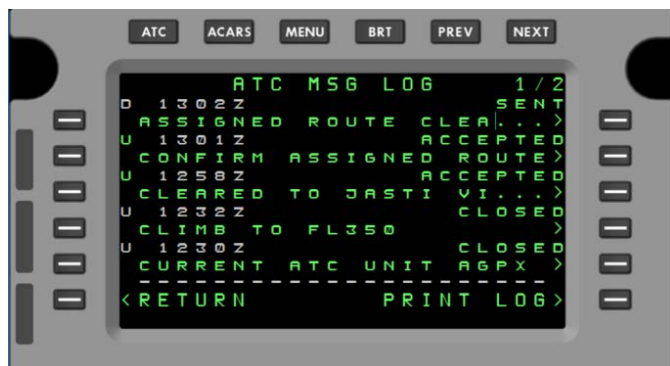 ATC ACARS MENU BRT PREV NEXT
ATC MSG LOG 1/2
D 1302Z SENT
ASSIGNED ROUTE CLEA...>
U 1301Z ACCEPTED
CONFIRM ASSIGNED ROUTE>
U 1258Z ACCEPTED
CLEARED TO JASTI VI...>
U 1232Z CLOSED
CLIMB TO FL350 >
U 1230Z CLOSED
CURRENT ATC UNIT AGPX >
<RETURN PRINT LOG>